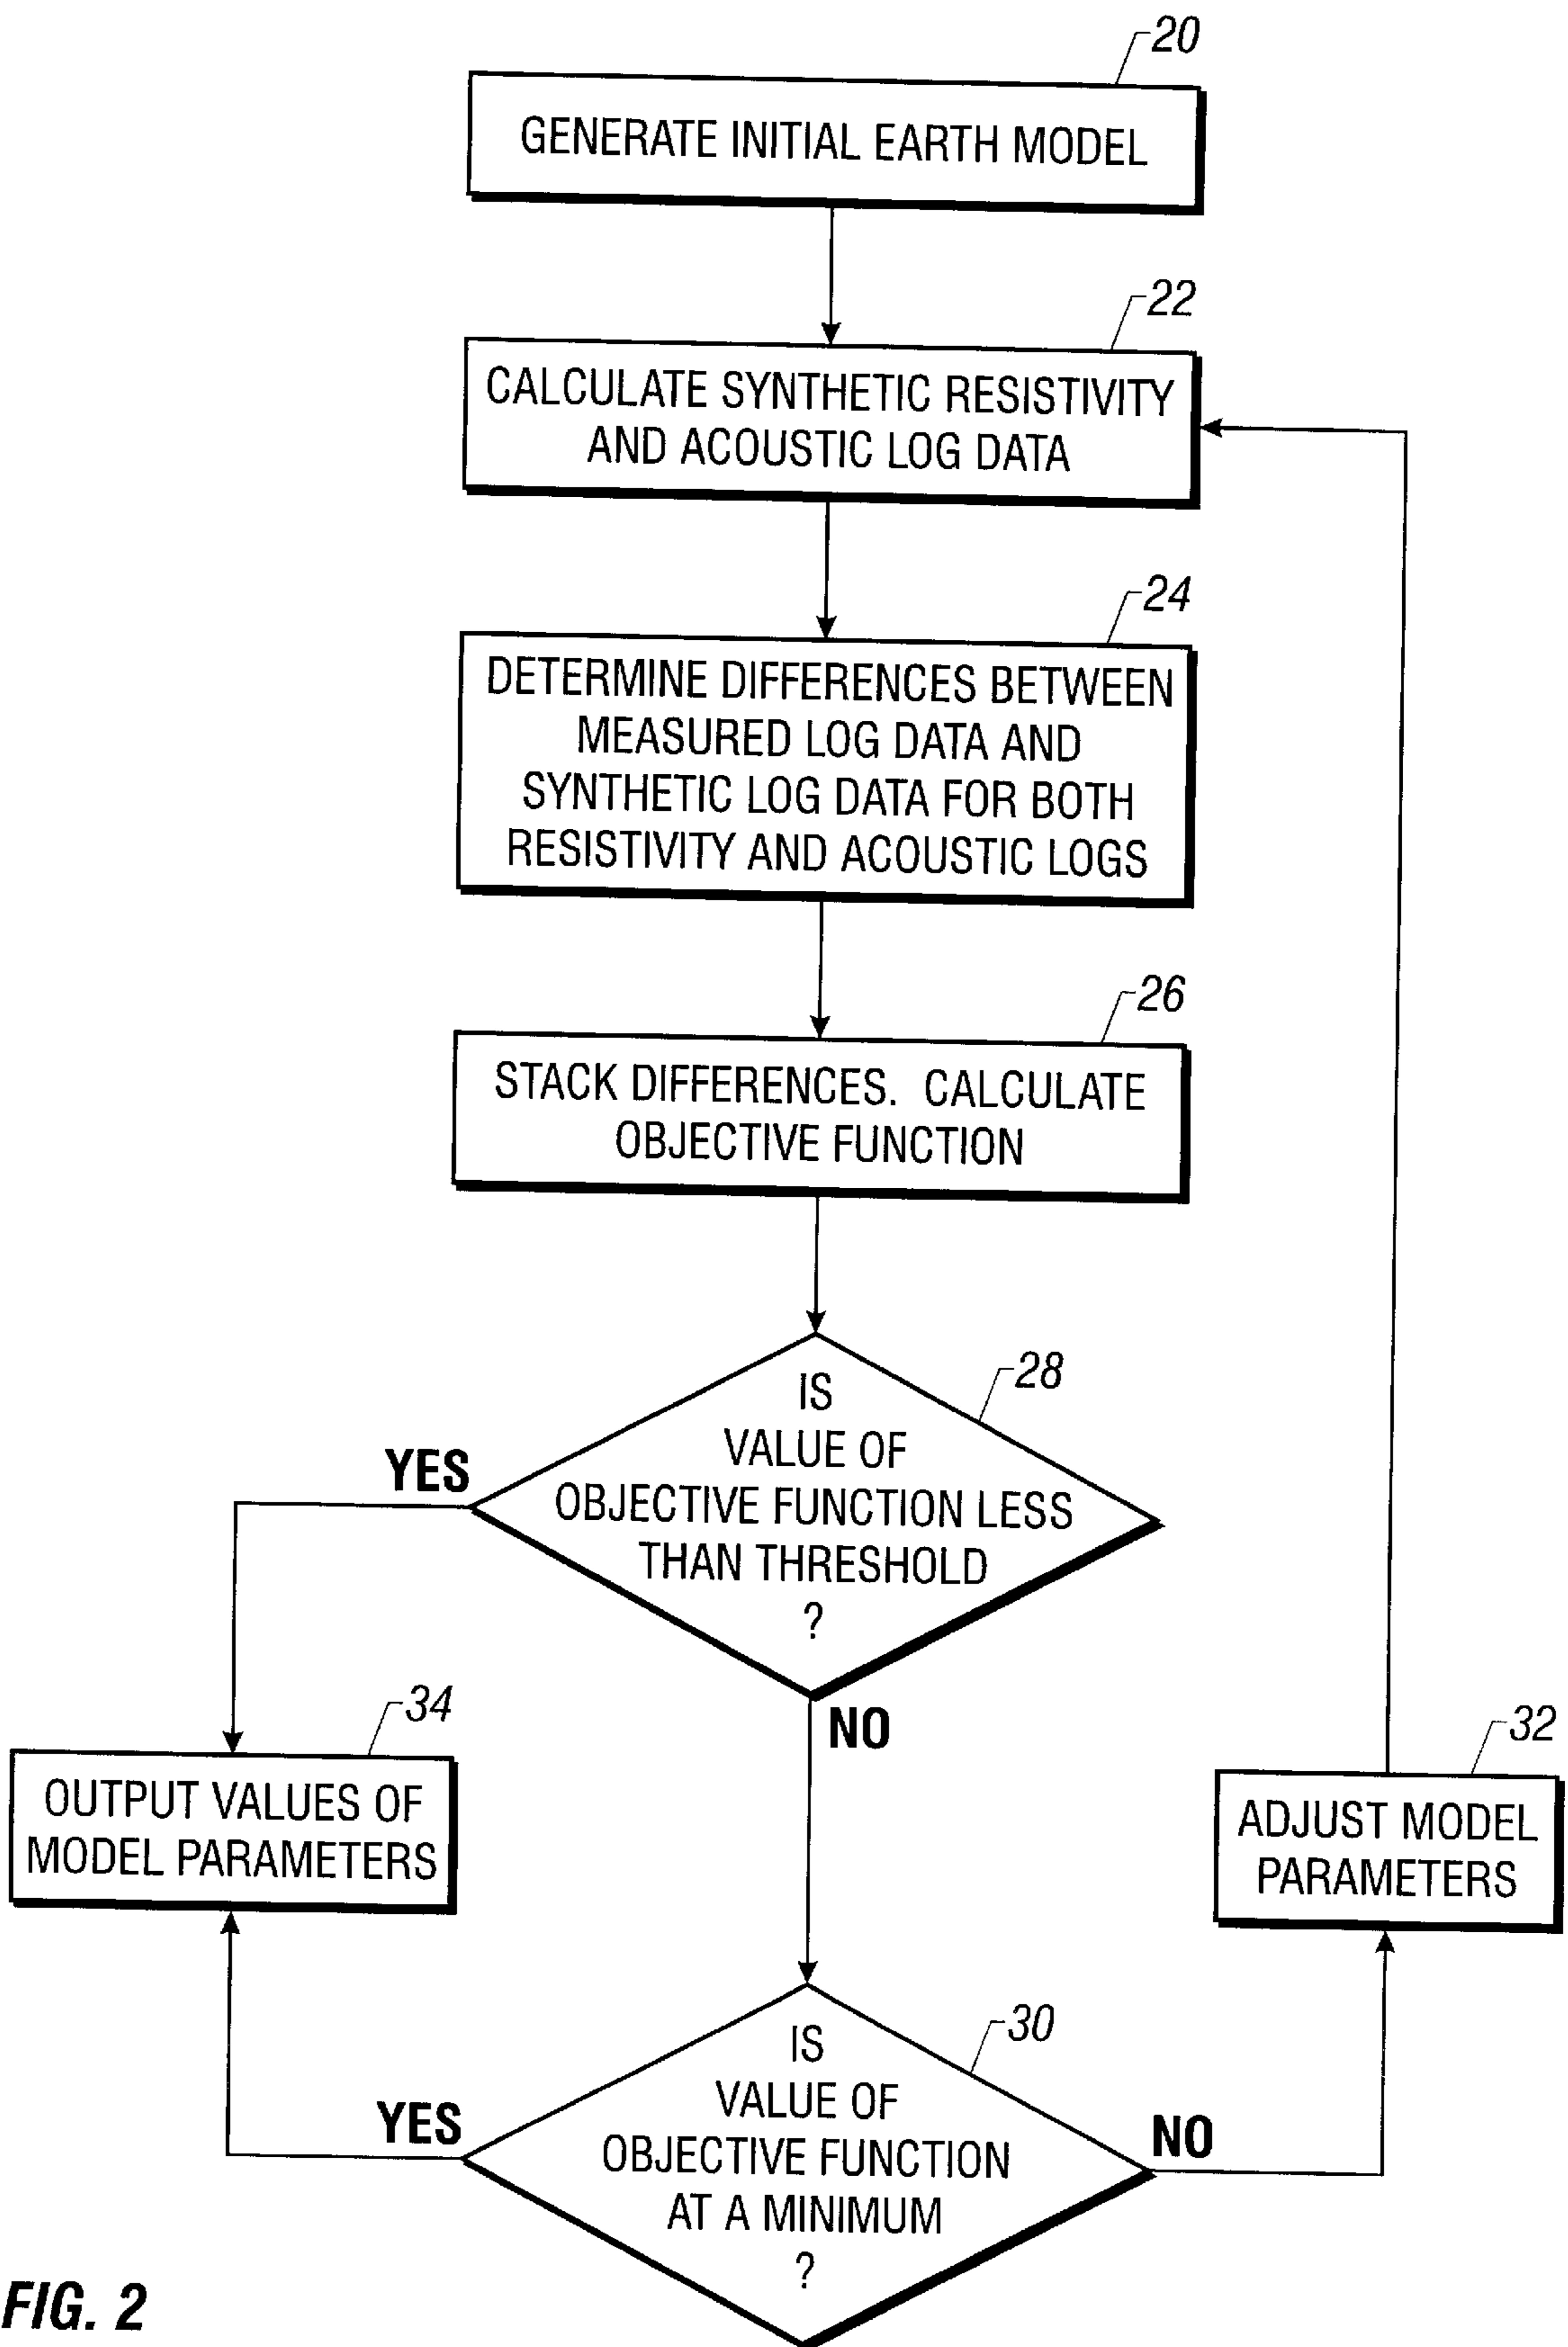 20
GENERATE INITIAL EARTH MODEL
22
CALCULATE SYNTHETIC RESISTIVITY
AND ACOUSTIC LOG DATA
24
DETERMINE DIFFERENCES BETWEEN
MEASURED LOG DATA AND
SYNTHETIC LOG DATA FOR BOTH
RESISTIVITY AND ACOUSTIC LOGS
26
STACK DIFFERENCES. CALCULATE
OBJECTIVE FUNCTION
28
IS
VALUE OF
OBJECTIVE FUNCTION LESS
THAN THRESHOLD
?
YES
NO
34
OUTPUT VALUES OF
MODEL PARAMETERS
32
ADJUST MODEL
PARAMETERS
30
IS
VALUE OF
OBJECTIVE FUNCTION
AT A MINIMUM
?
YES
NO
FIG. 2